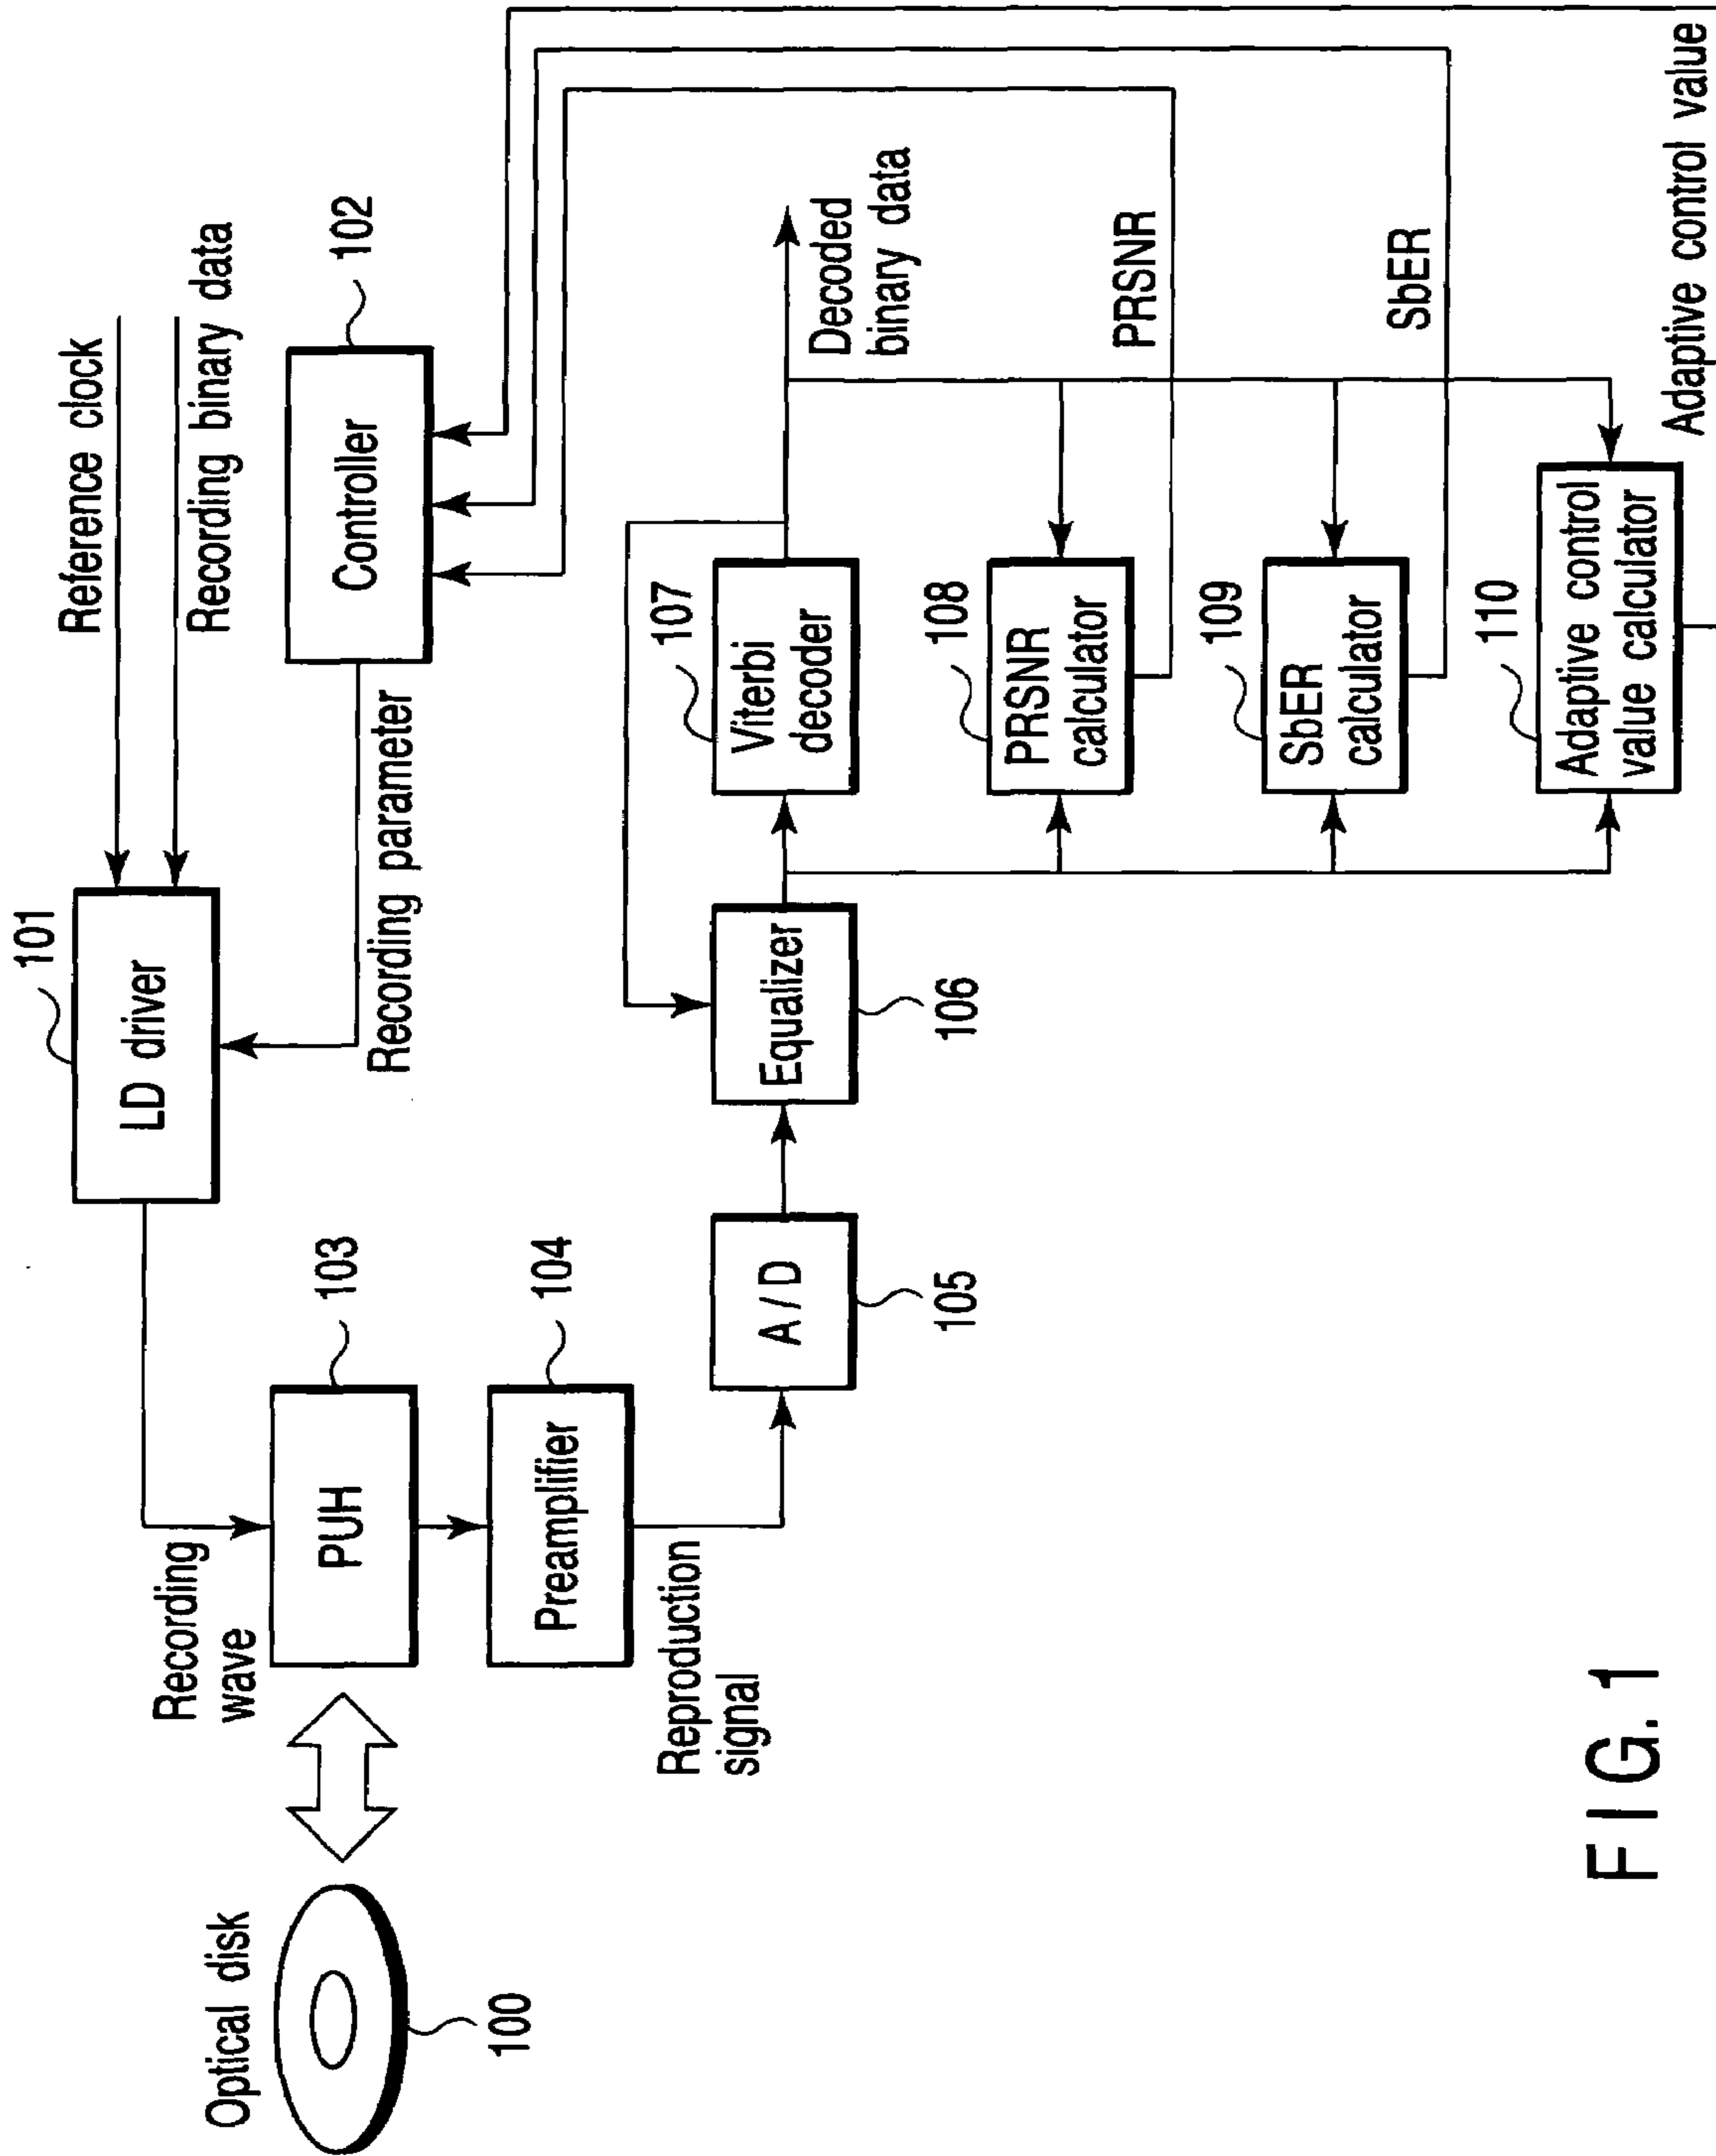 Reference clock
Recording binary data
101
LD driver
102
Controller
Recording parameter
Recording
wave
103
PUH
Optical disk
100
104
Preamplifier
Reproduction
signal
105
A / D
106
Equalizer
107
Viterbi
decoder
Decoded
binary data
108
PRSNR
calculator
PRSNR
109
SbER
calculator
SbER
110
Adaptive control
value calculator
Adaptive control value
FIG. 1